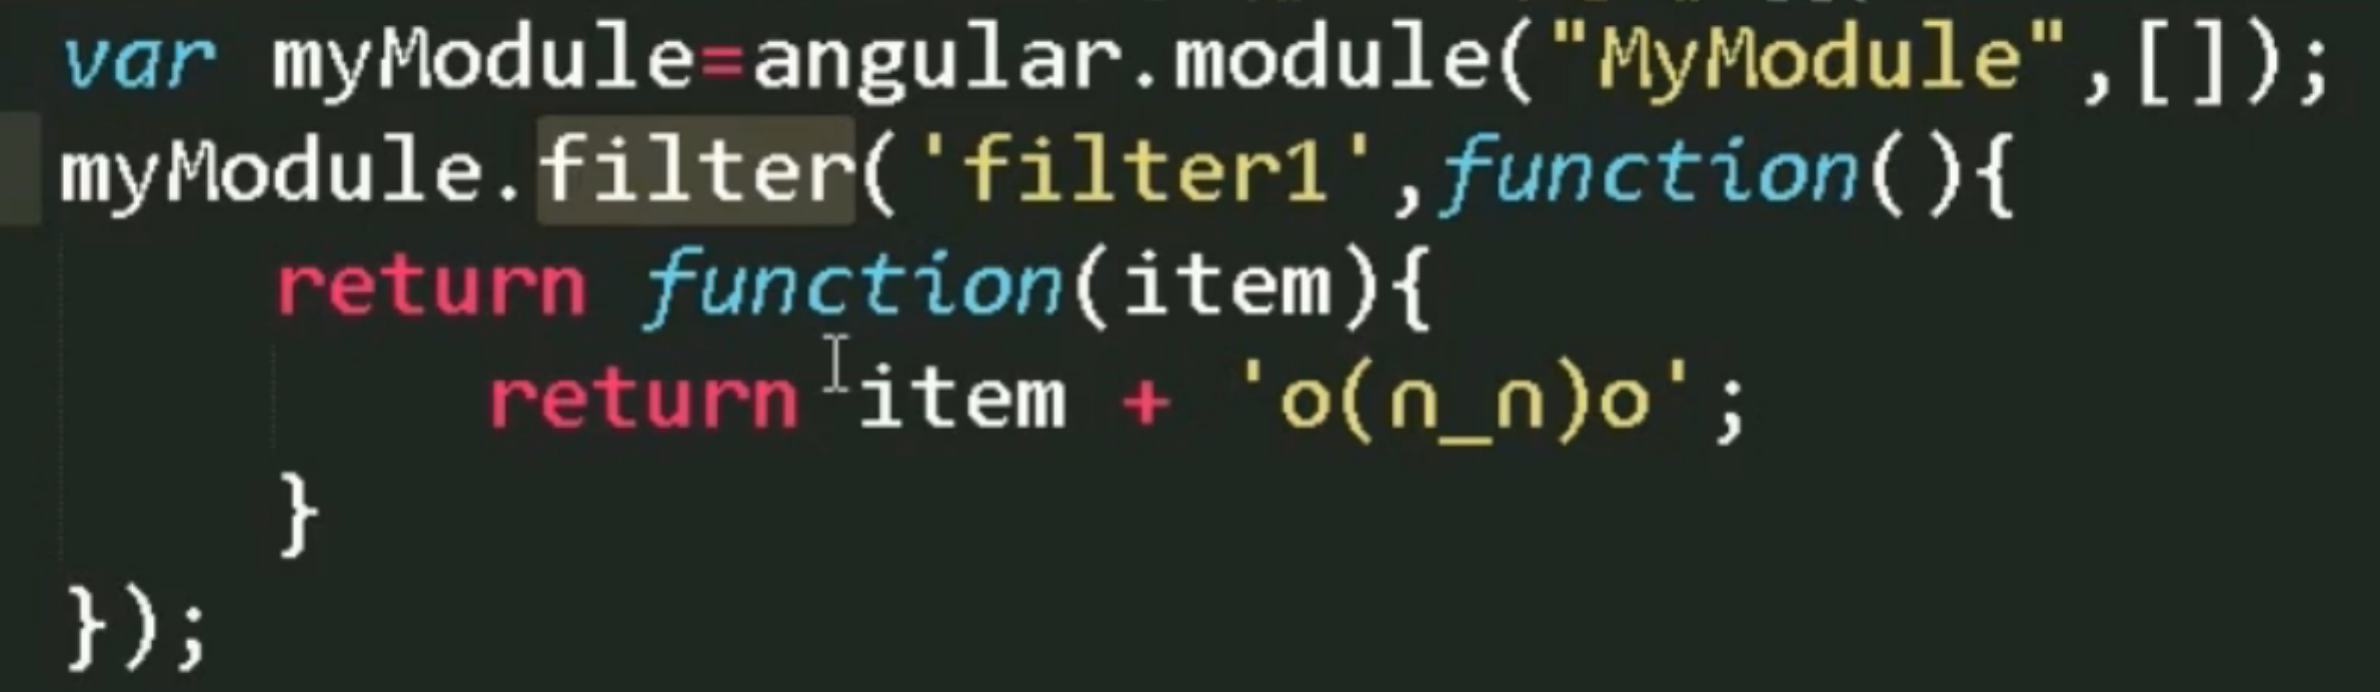 var myModule=angular.module("MyModule",[]);
myModule.filter('filter1',function(){
    return function(item){
        return item + 'o(∩_∩)o';
    }
});